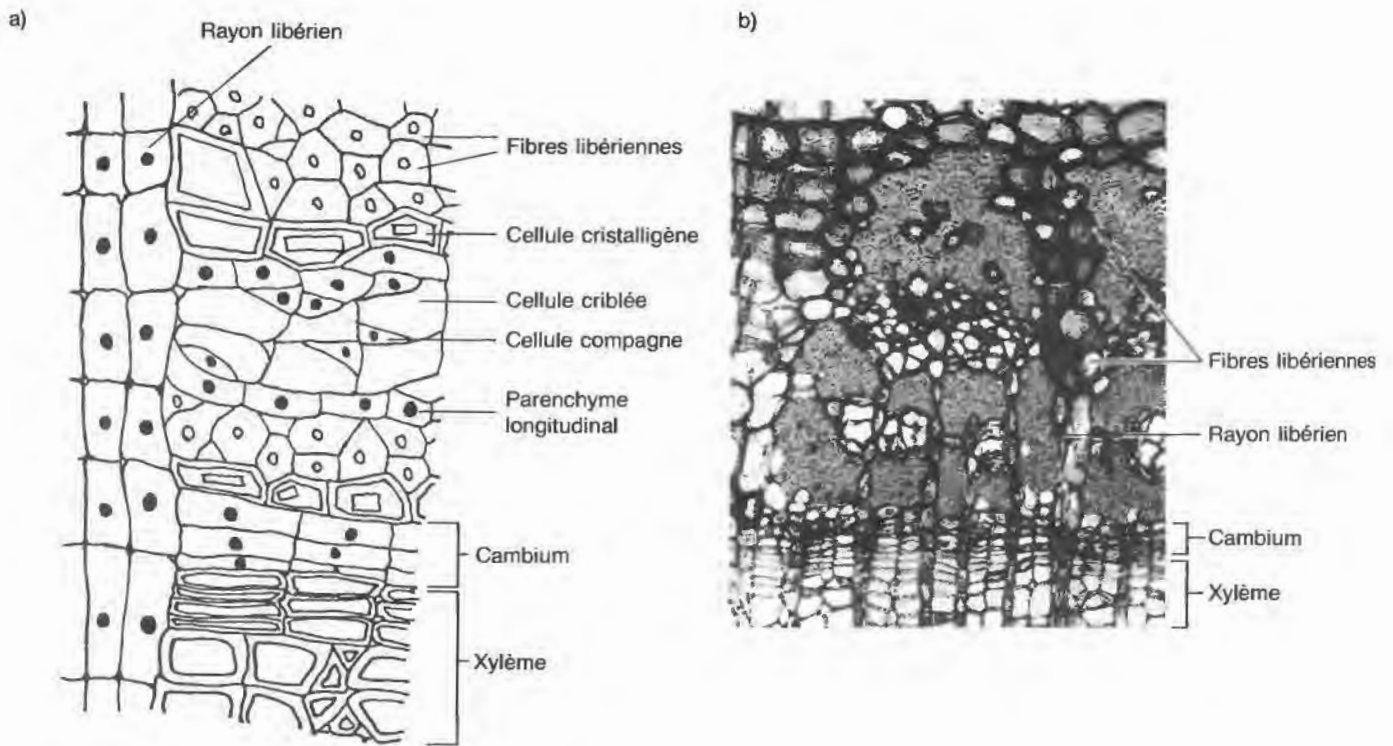 a)
Rayon libérien
Fibres libériennes
Cellule cristalligène
Cellule criblée
Cellule compagne
Parenchyme
longitudinal
Cambium
Xylème
b)
Fibres libériennes
Rayon libérien
Cambium
Xylème